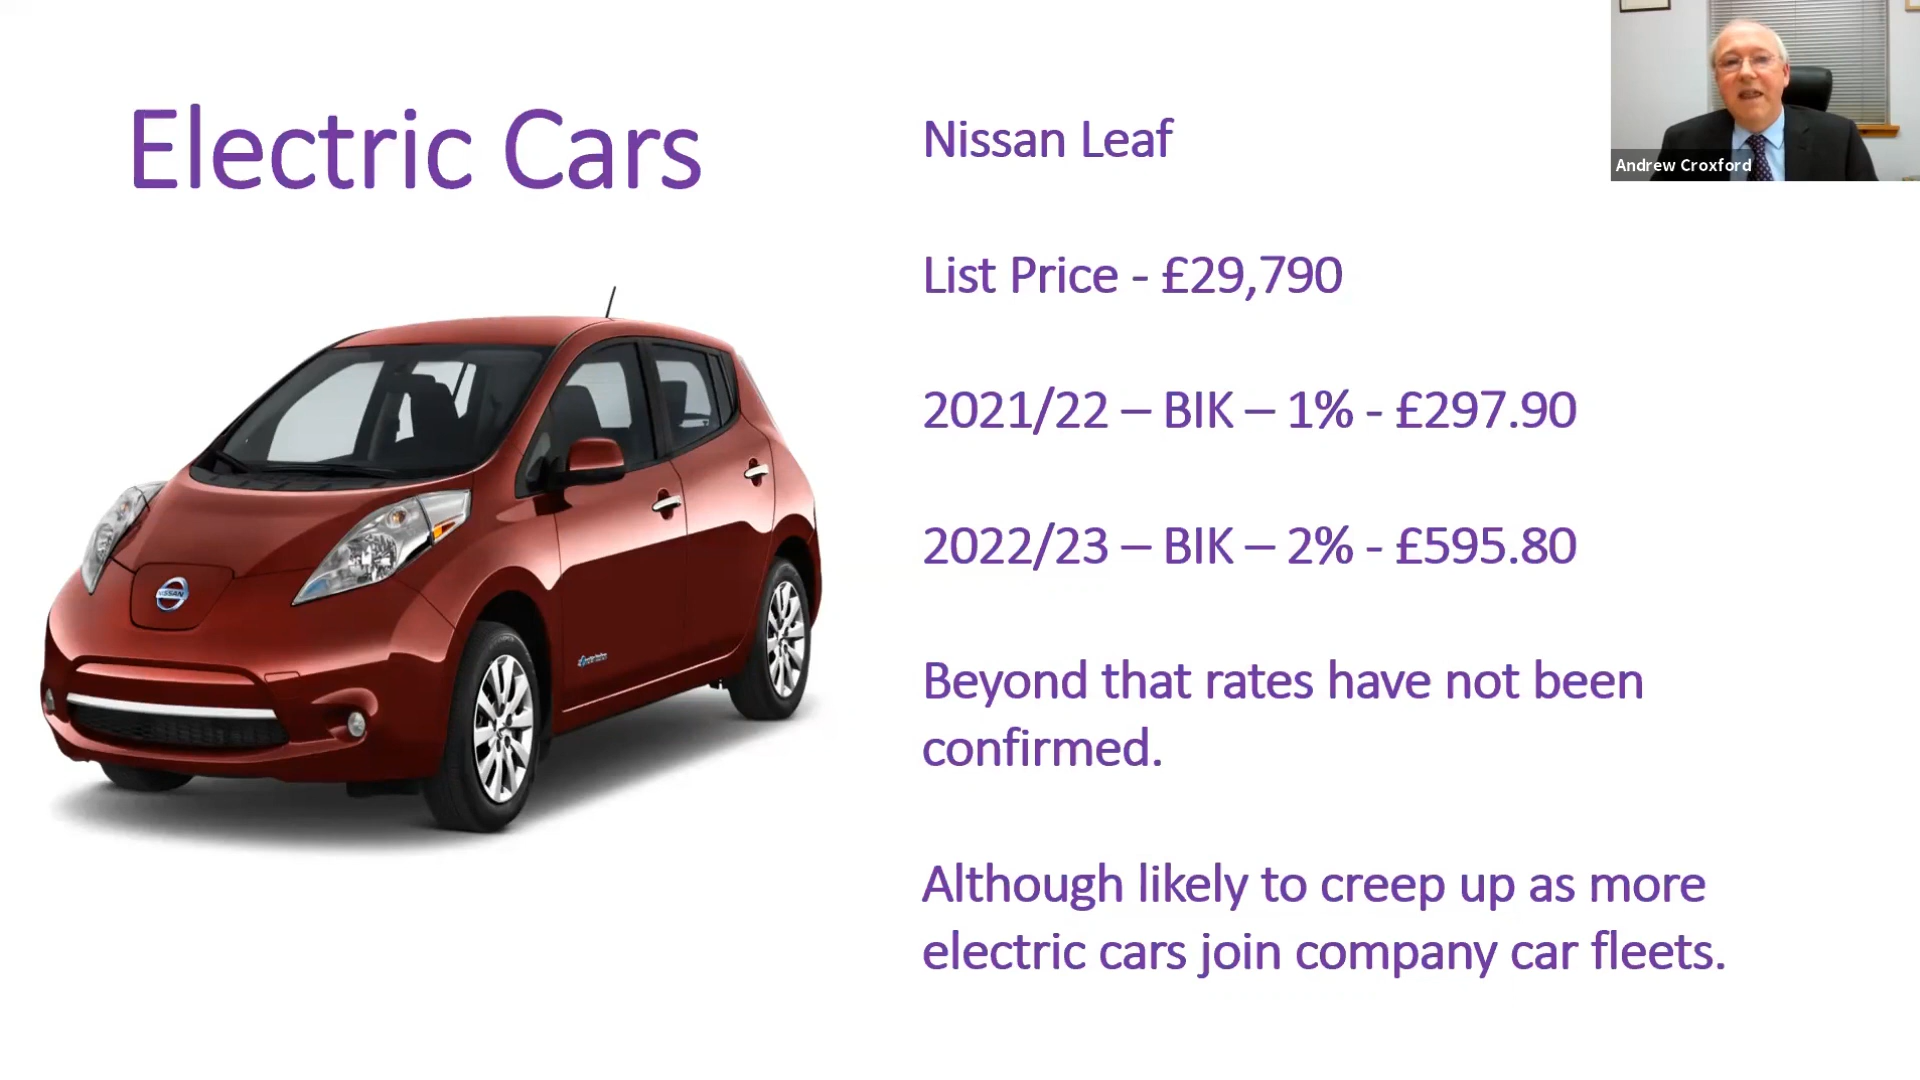 Electric Cars
Nissan Leaf
List Price - £29,790
2021/22 – BIK – 1% - £297.90
2022/23 – BIK – 2% - £595.80
Beyond that rates have not been
confirmed.
Although likely to creep up as more
electric cars join company car fleets.
Andrew Croxford
NISSAN